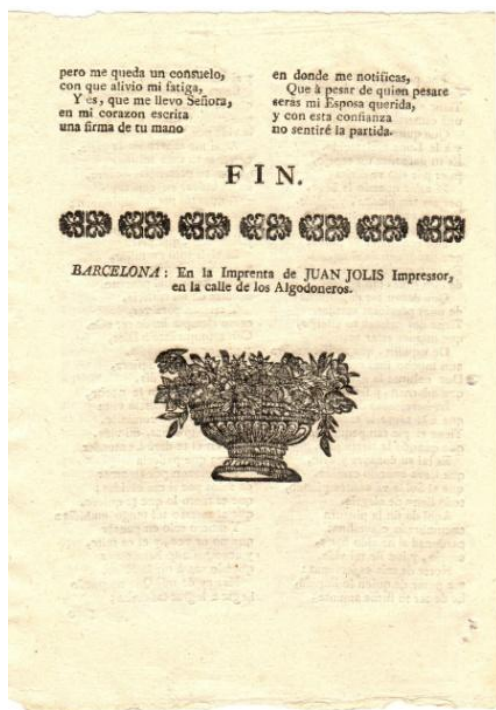 pero me queda un consuelo,
con que alivio mi fatiga,
Y es, que me llevo Señora,
en mi corazon escrita
una firma de tu mano
en donde me notificas,
Que à pesar de quien pesare
serás mi Esposa querida,
y con esta confianza
no sentiré la partida.
FIN.
BARCELONA: En la Imprenta de JUAN JOLIS Impressor,
en la calle de los Algodoneros.